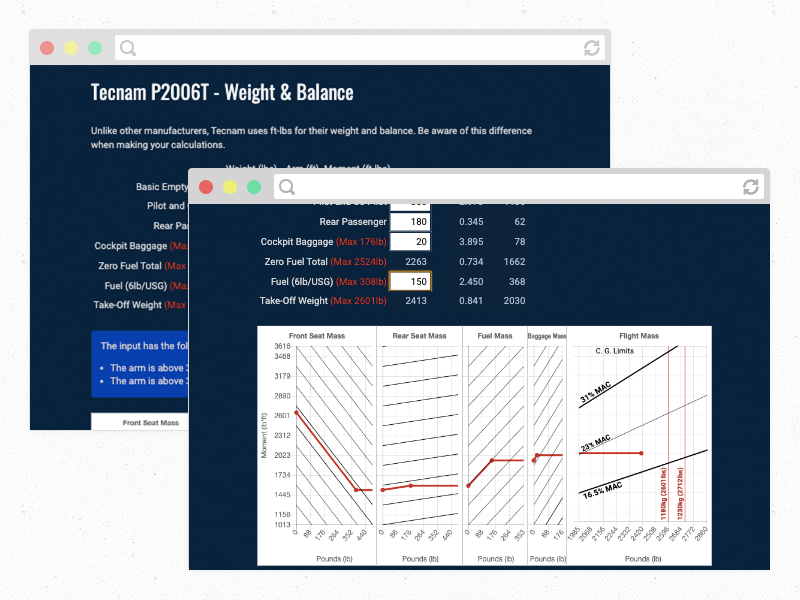 Tecnam P2006T - Weight & Balance
Unlike other manufacturers, Tecnam uses ft-lbs for their weight and balance. Be aware of this difference
when making your calculations.
Weight (lbs) Arm (ft) Moment (ft-lbs)
Basic Empty
Pilot and
Rear Pas
Cockpit Baggage (Ma
Zero Fuel Total (Ma
Fuel (6lb/USG) (Ma
Take-Off Weight (Max
The input has the fol
The arm is above
The arm is above
Front Seat Mass
Rear Passenger 180 0.345 62
Cockpit Baggage (Max 176lb) 20 3.895 78
Zero Fuel Total (Max 2524lb) 2263 0.734 1662
Fuel (6lb/USG) (Max 308lb) 150 2.450 368
Take-Off Weight (Max 2601lb) 2413 0.841 2030
Front Seat Mass Rear Seat Mass Fuel Mass Baggage Mass Flight Mass
Moment (lb*ft)
3616
3468
3179
2890
2601
2312
2023
1734
1445
1156
1013
C. G. Limits
31% MAC
23% MAC
16.5% MAC
1180kg (2601lbs)
1230kg (2712lbs)
0 88 176 264 352 440
0 88 176 264 352 440
0 88 176 264 353
0 88 176
1985 2068 2156 2244 2332 2420 2508 2596 2684 2772 2860
Pounds (lb) Pounds (lb) Pounds (lb) Pounds (lb) Pounds (lb)